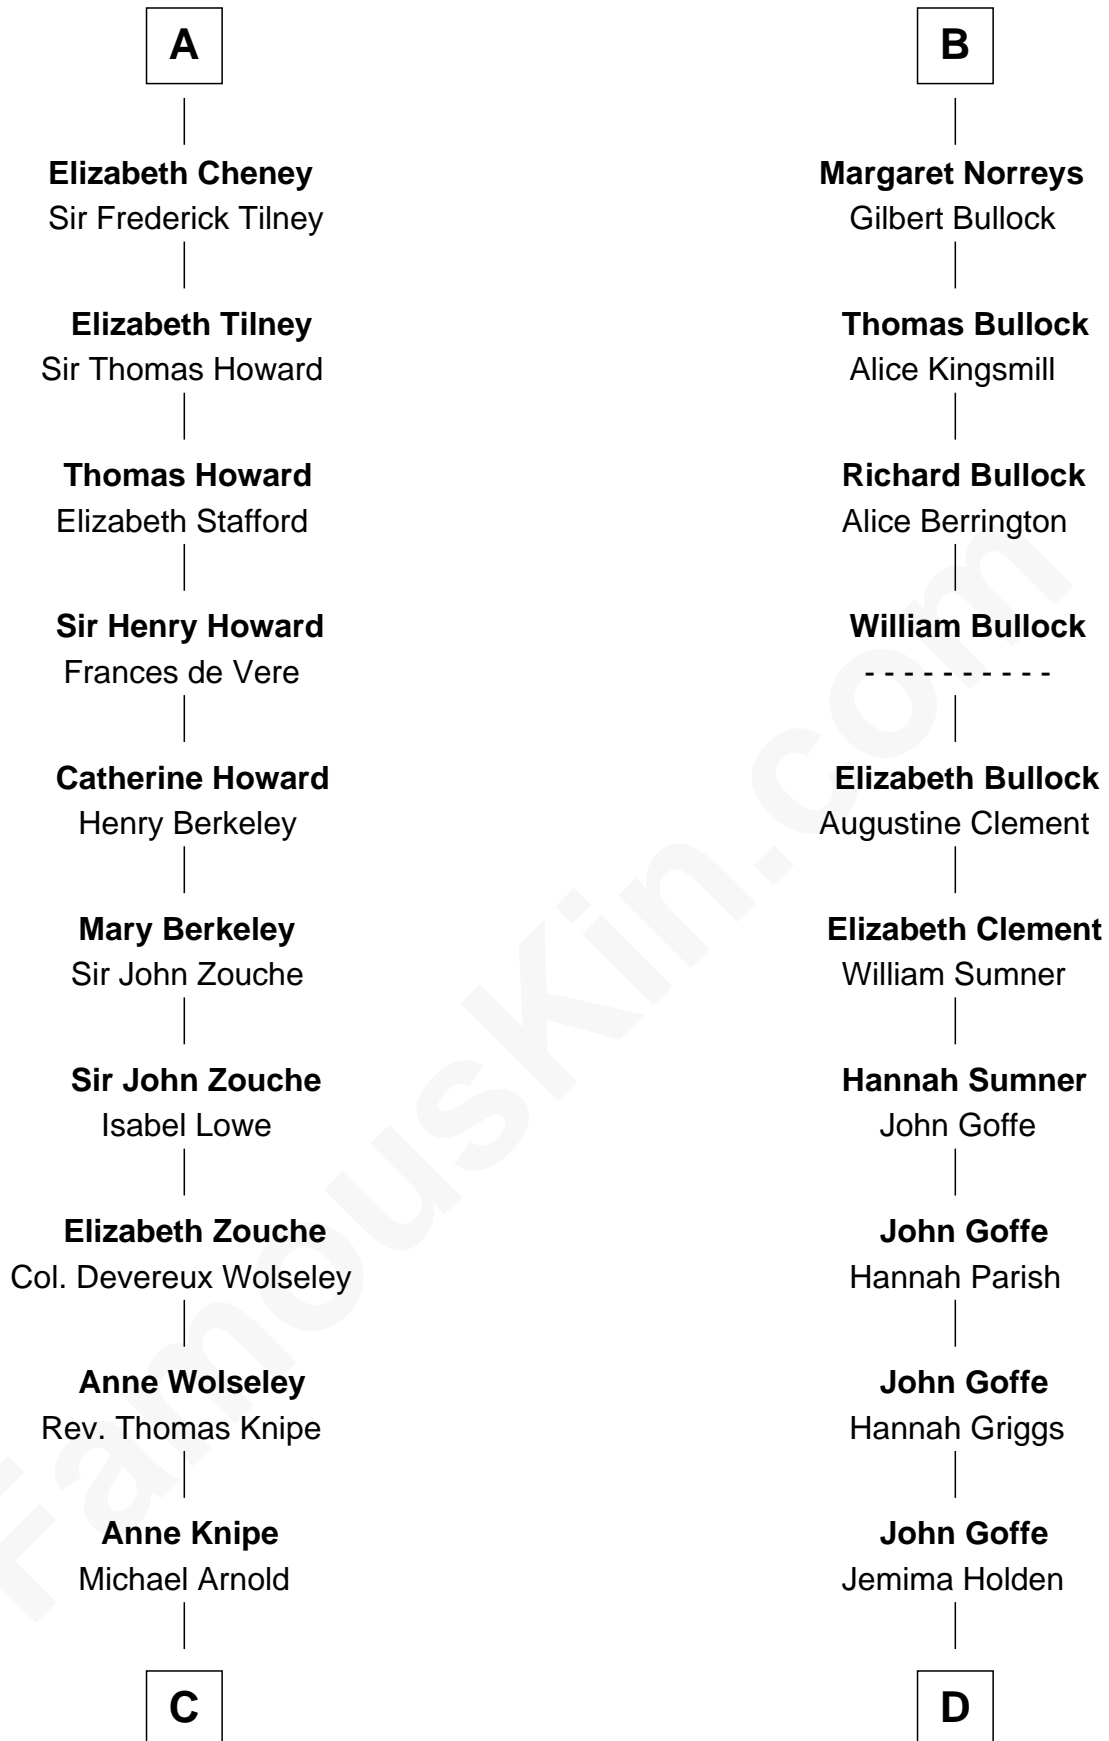 A
Elizabeth Cheney
Sir Frederick Tilney
Elizabeth Tilney
Sir Thomas Howard
Thomas Howard
Elizabeth Stafford
Sir Henry Howard
Frances de Vere
Catherine Howard
Henry Berkeley
Mary Berkeley
Sir John Zouche
Sir John Zouche
Isabel Lowe
Elizabeth Zouche
Col. Devereux Wolseley
Anne Wolseley
Rev. Thomas Knipe
Anne Knipe
Michael Arnold
C
B
Margaret Norreys
Gilbert Bullock
Thomas Bullock
Alice Kingsmill
Richard Bullock
Alice Berrington
William Bullock
- - - - - - - - - -
Elizabeth Bullock
Augustine Clement
Elizabeth Clement
William Sumner
Hannah Sumner
John Goffe
John Goffe
Hannah Parish
John Goffe
Hannah Griggs
John Goffe
Jemima Holden
D
FamousKin.com